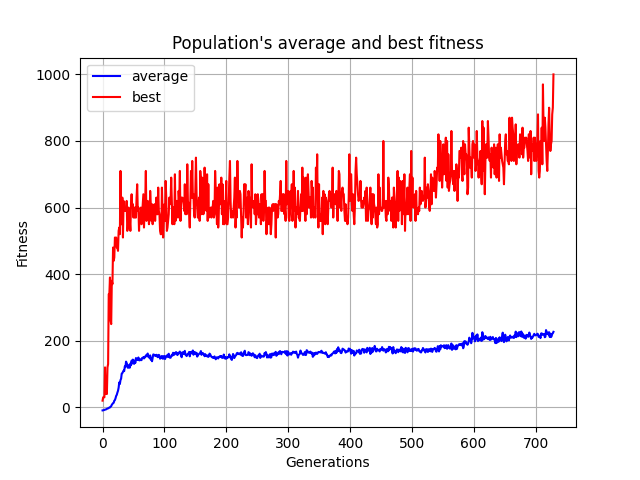 Population's average and best fitness
average
best
Fitness
1000
800
600
400
200
0
0 100 200 300 400 500 600 700
Generations